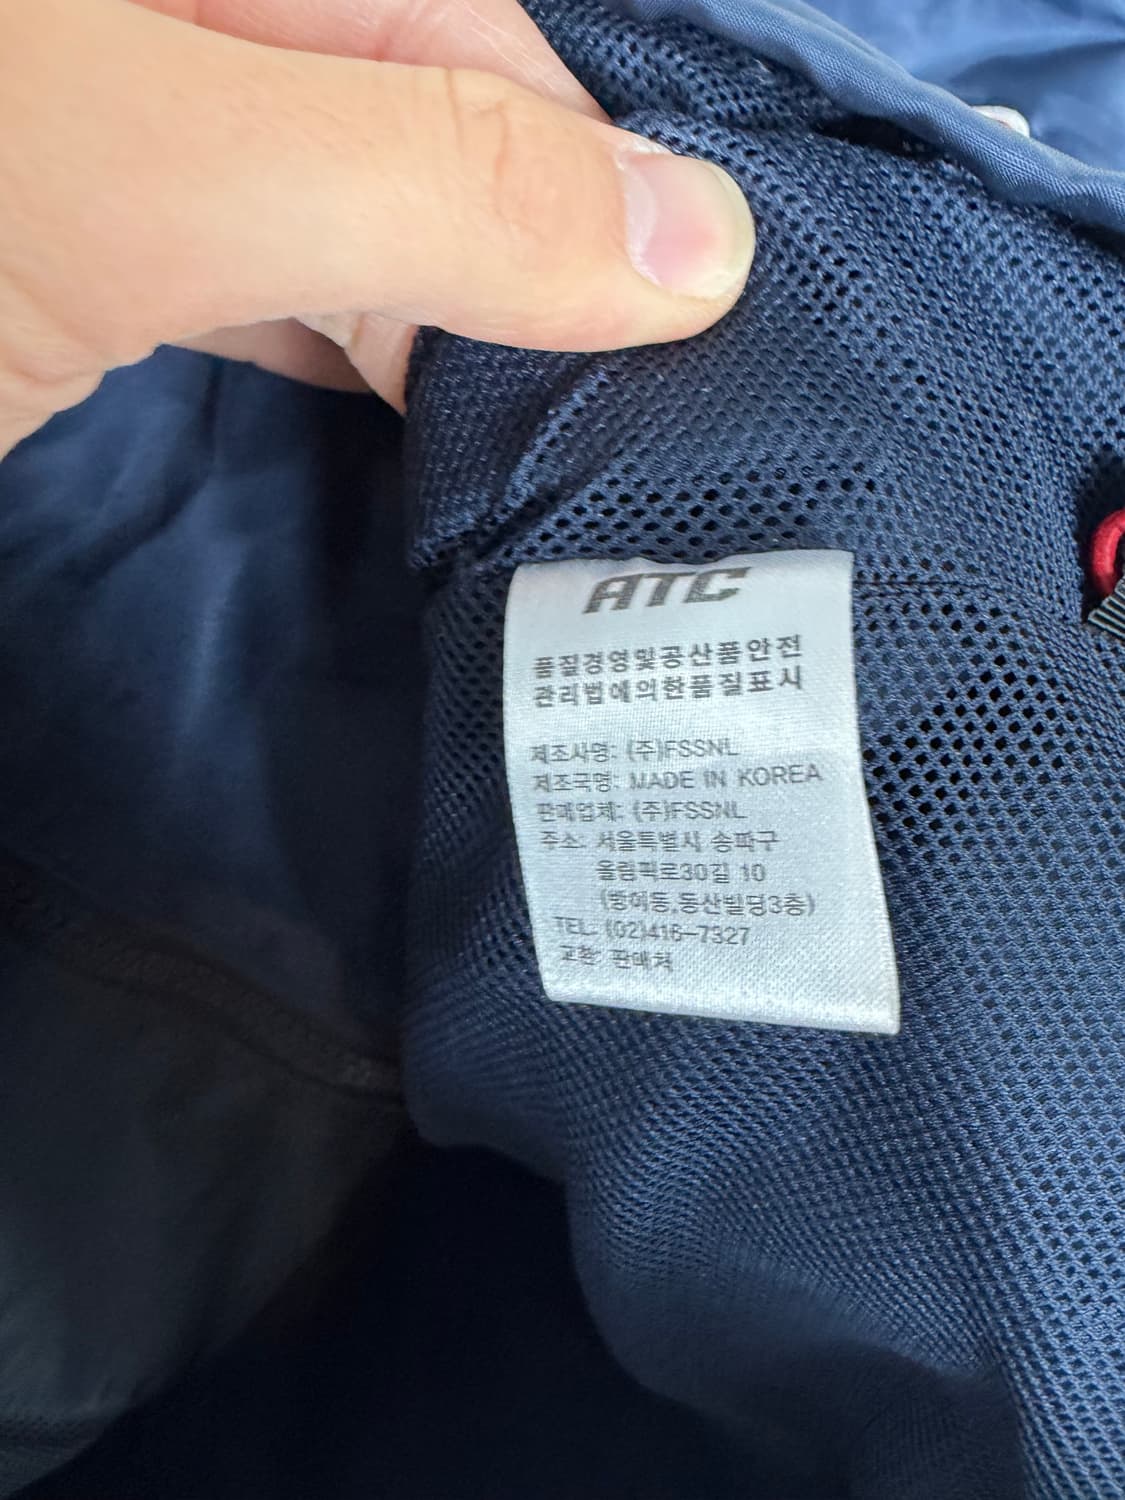 ATC
품질경영및공산품안전
관리법에의한품질표시
제조사명: (주)FSSNL
제조국명: MADE IN KOREA
판매업체: (주)FSSNL
주소: 서울특별시 송파구
올림픽로30길 10
(방이동,동산빌딩3층)
TEL. (02)416-7327
교환: 판매처